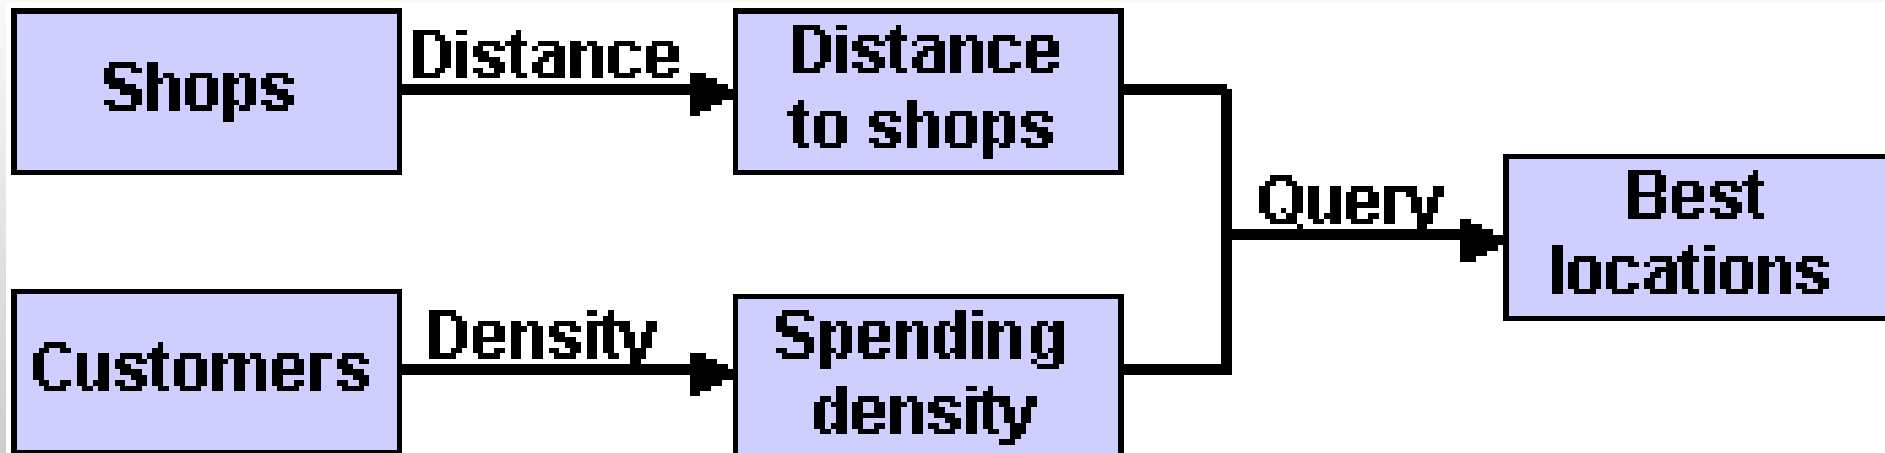 Shops
Distance
Distance
to shops
Customers
Density
Spending
density
Query
Best
locations